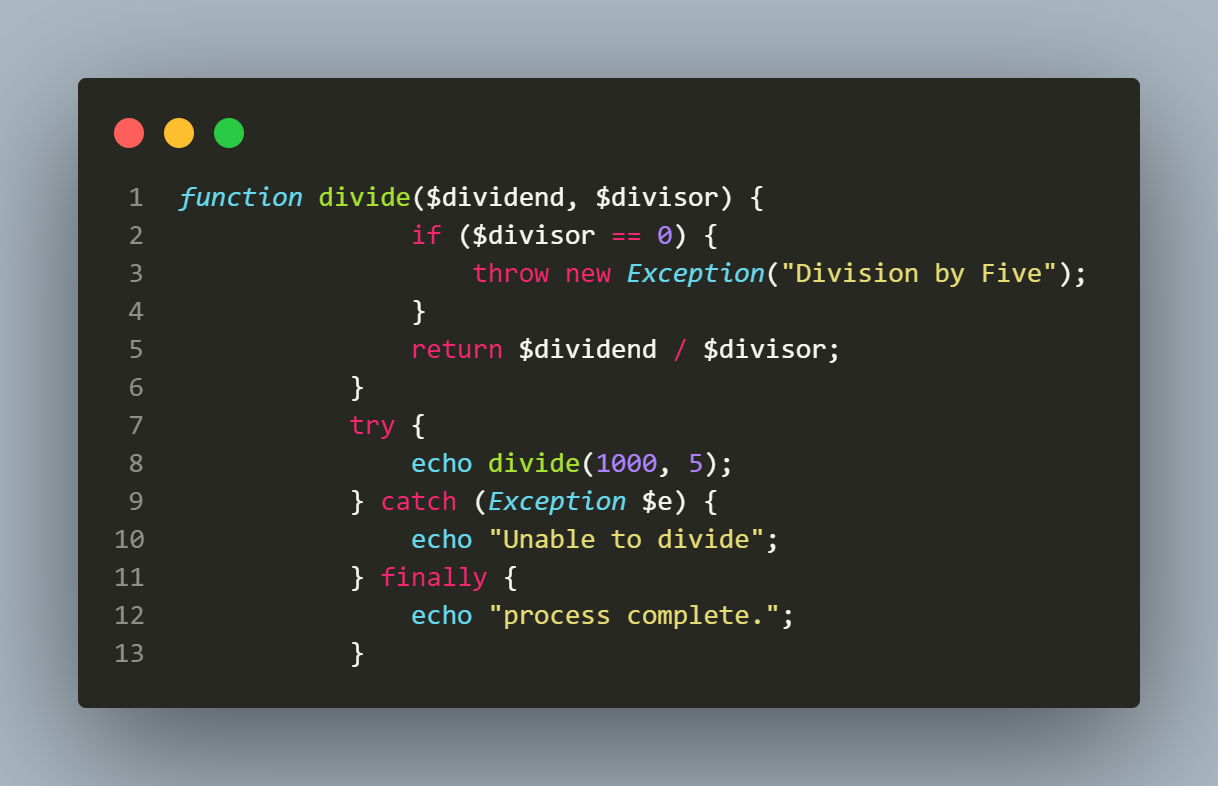 1 function divide($dividend, $divisor) {
2 if ($divisor == 0) {
3 throw new Exception("Division by Five");
4 }
5 return $dividend / $divisor;
6 }
7 try {
8 echo divide(1000, 5);
9 } catch (Exception $e) {
10 echo "Unable to divide";
11 } finally {
12 echo "process complete.";
13 }